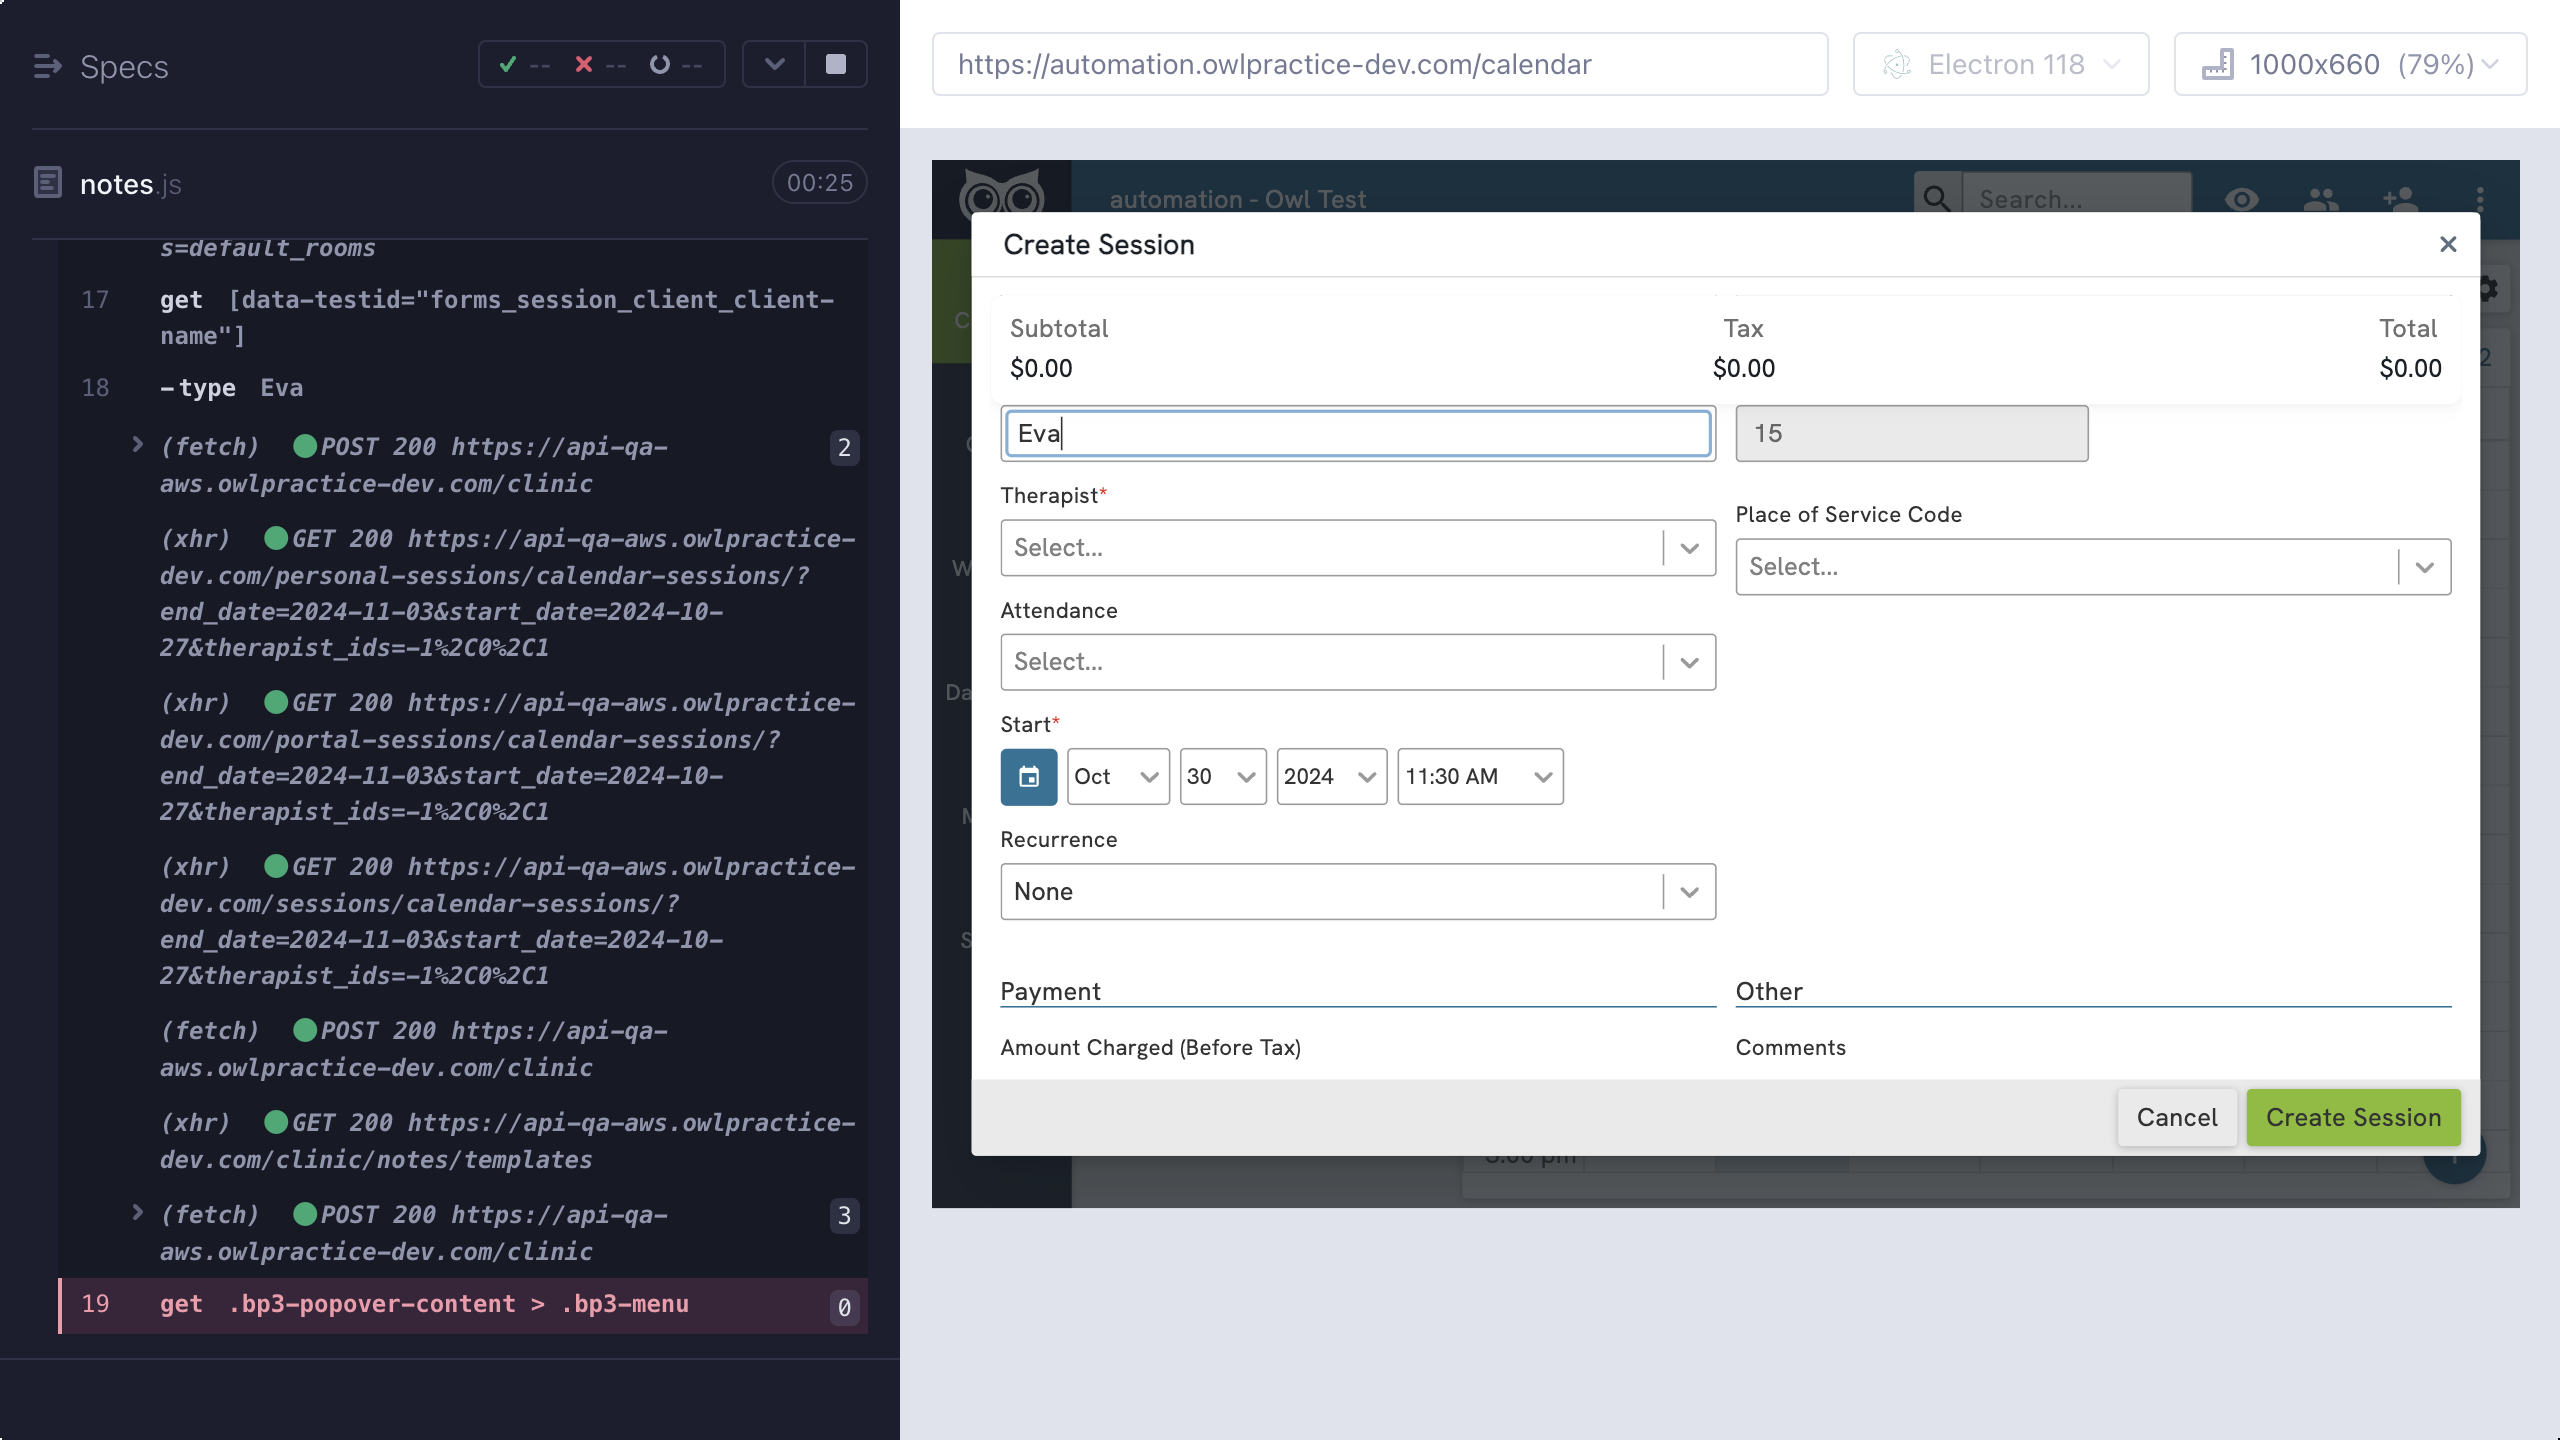 Specs
-- -- --
notes.js
00:25
s=default_rooms
17 get [data-testid="forms_session_client_client-
name"]
18 -type Eva
(fetch) POST 200 https://api-qa-
aws.owlpractice-dev.com/clinic
2
(xhr) GET 200 https://api-qa-aws.owlpractice-
dev.com/personal-sessions/calendar-sessions/?
end_date=2024-11-03&start_date=2024-10-
27&therapist_ids=-1%2C0%2C1
(xhr) GET 200 https://api-qa-aws.owlpractice-
dev.com/portal-sessions/calendar-sessions/?
end_date=2024-11-03&start_date=2024-10-
27&therapist_ids=-1%2C0%2C1
(xhr) GET 200 https://api-qa-aws.owlpractice-
dev.com/sessions/calendar-sessions/?
end_date=2024-11-03&start_date=2024-10-
27&therapist_ids=-1%2C0%2C1
(fetch) POST 200 https://api-qa-
aws.owlpractice-dev.com/clinic
(xhr) GET 200 https://api-qa-aws.owlpractice-
dev.com/clinic/notes/templates
(fetch) POST 200 https://api-qa-
aws.owlpractice-dev.com/clinic
3
19 get .bp3-popover-content > .bp3-menu 0
https://automation.owlpractice-dev.com/calendar
Electron 118
1000x660 (79%)
automation - Owl Test
Search...
Create Session
Subtotal Tax Total
$0.00 $0.00 $0.00
Eva
15
Therapist*
Select...
Place of Service Code
Select...
Attendance
Select...
Start*
Oct 30 2024 11:30 AM
Recurrence
None
Payment
Other
Amount Charged (Before Tax)
Comments
Cancel
Create Session